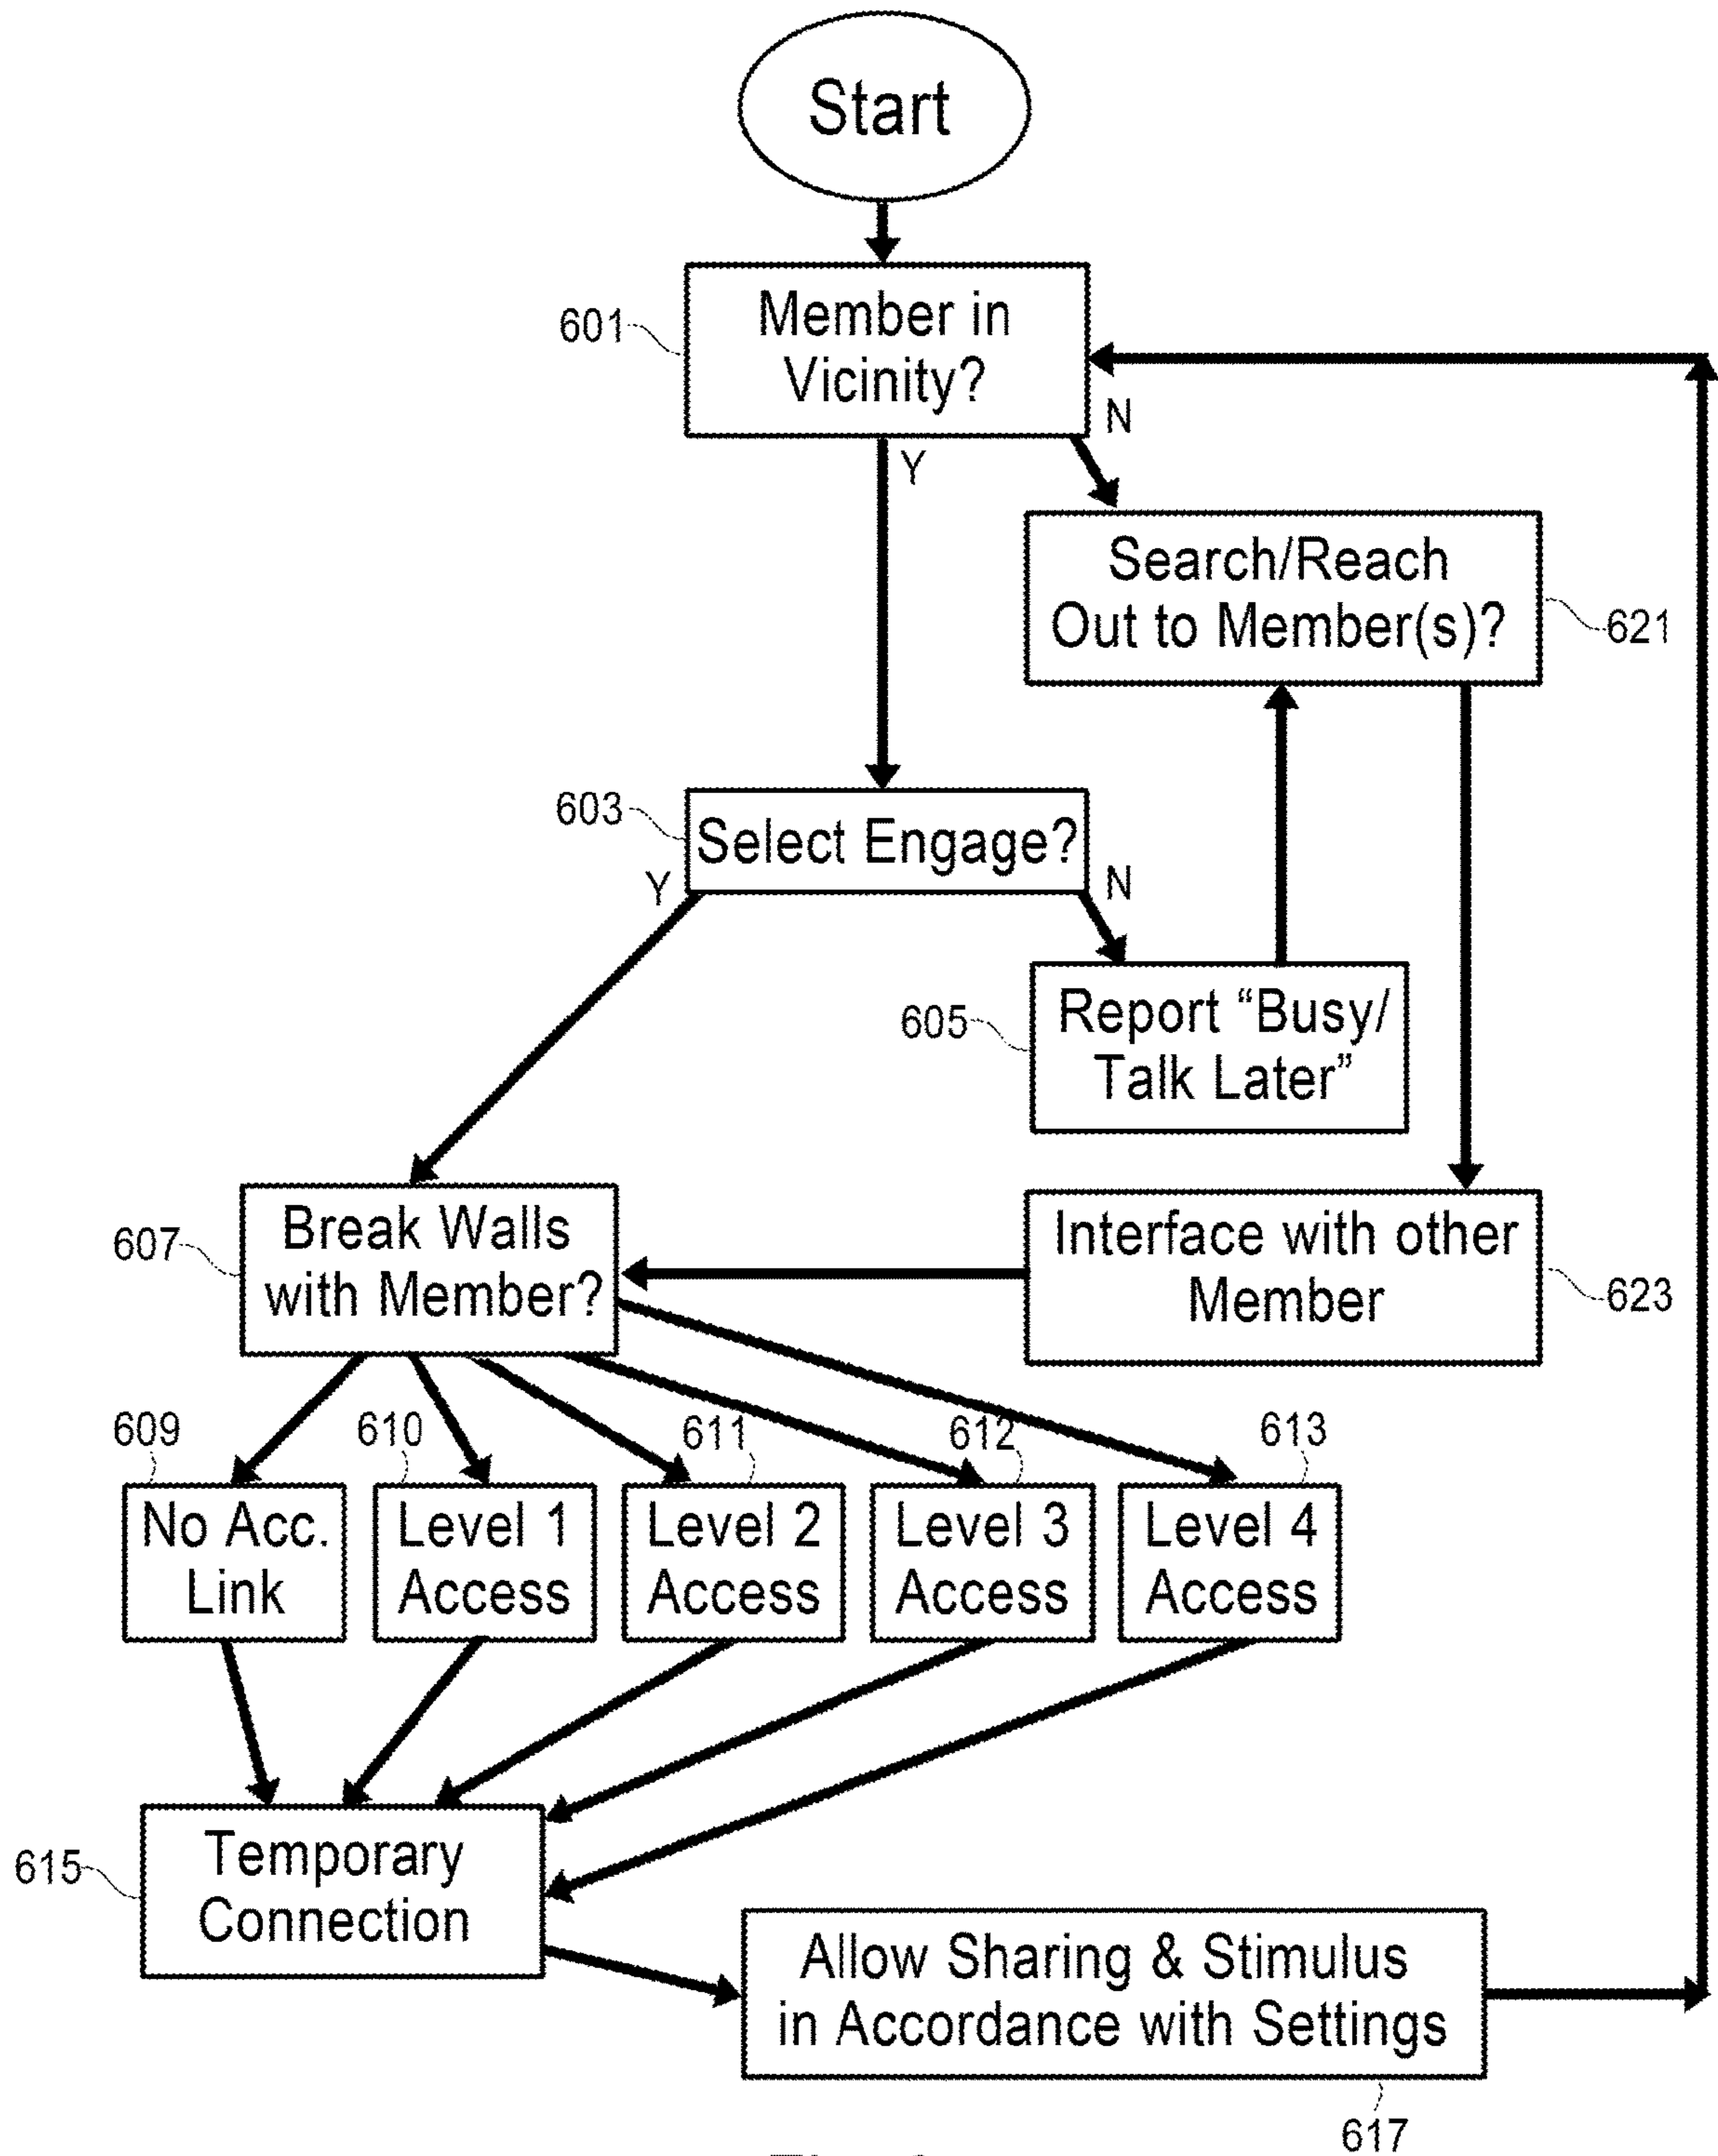 Start
601
Member in
Vicinity?
N
Y
Search/Reach
Out to Member(s)?
621
603
Select Engage?
Y
N
605
Report “Busy/
Talk Later”
607
Break Walls
with Member?
Interface with other
Member
623
609
610
611
612
613
No Acc.
Link
Level 1
Access
Level 2
Access
Level 3
Access
Level 4
Access
615
Temporary
Connection
Allow Sharing & Stimulus
in Accordance with Settings
617